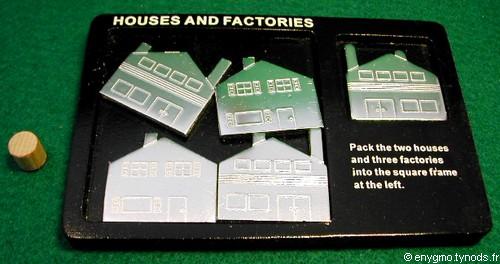 HOUSES AND FACTORIES
Pack the two houses
and three factories
into the square frame
at the left.
© enygmo.tynods.fr